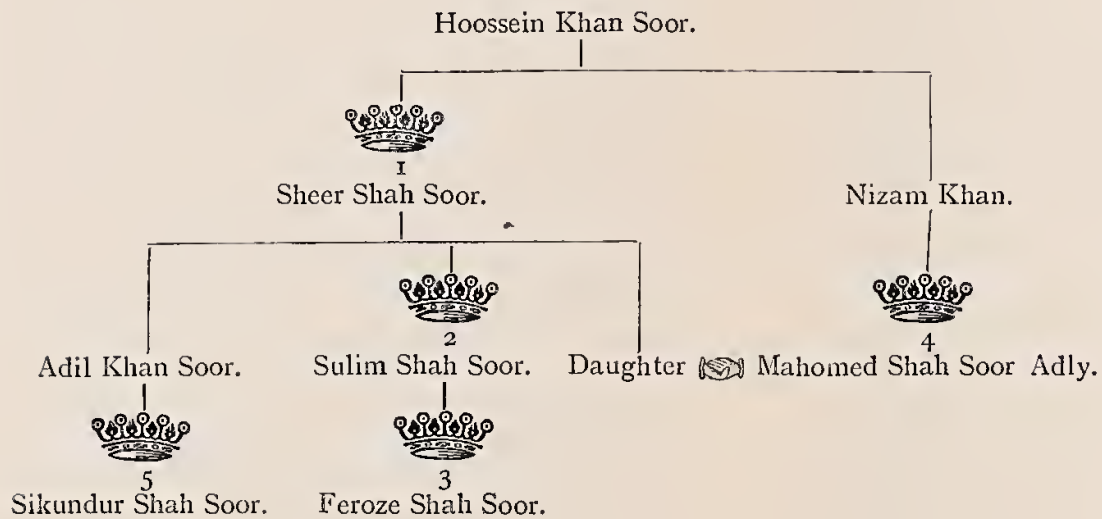 Hoossein Khan Soor.
1
Sheer Shah Soor.
Nizam Khan.
2
4
Adil Khan Soor.
Sulim Shah Soor.
Daughter
Mahomed Shah Soor Adly.
5
3
Sikundur Shah Soor.
Feroze Shah Soor.